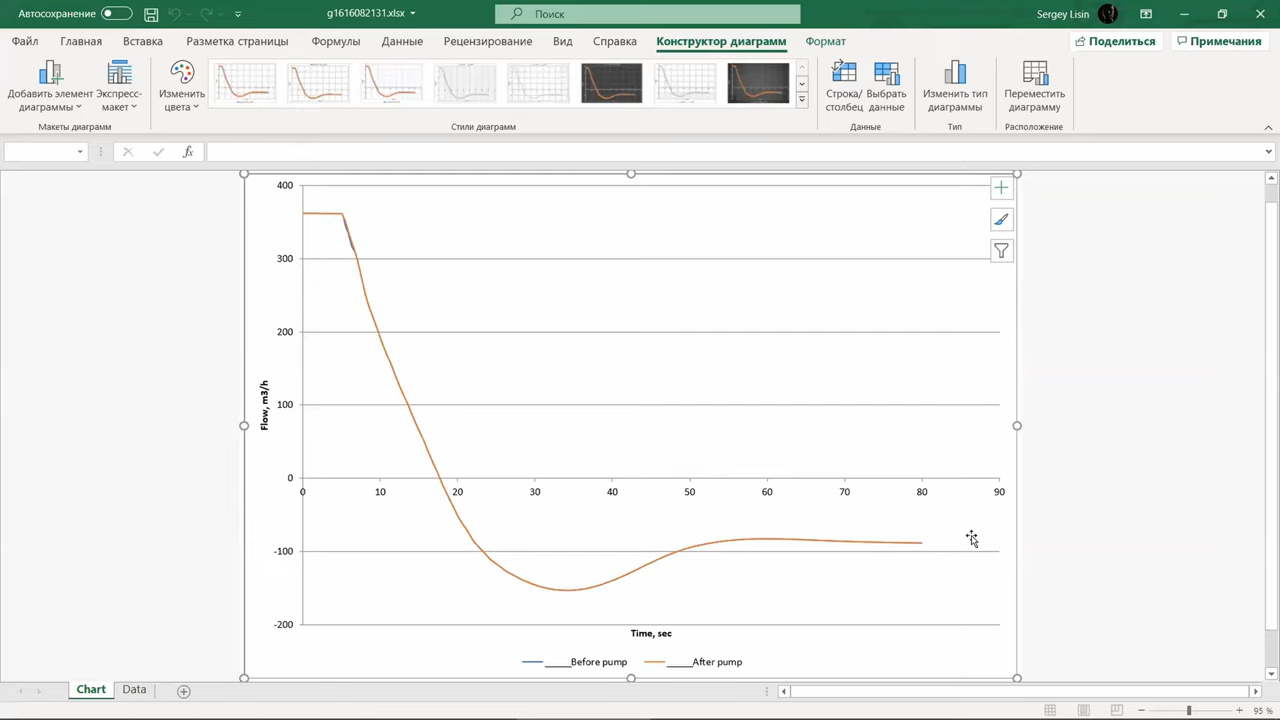 Автосохранение
g1616082131.xlsx
Поиск
Sergey Lisin
Файл Главная Вставка Разметка страницы Формулы Данные Рецензирование Вид Справка Конструктор диаграмм Формат
Поделиться Примечания
Добавить элемент диаграммы
Экспресс-макет
Изменить цвета
Строка/столбец
Выбрать данные
Изменить тип диаграммы
Переместить диаграмму
Макеты диаграмм
Стили диаграмм
Данные
Тип
Расположение
fx
400
300
200
100
0
-100
-200
Flow, m3/h
0 10 20 30 40 50 60 70 80 90
Time, sec
_____Before pump _____After pump
Chart Data
95 %